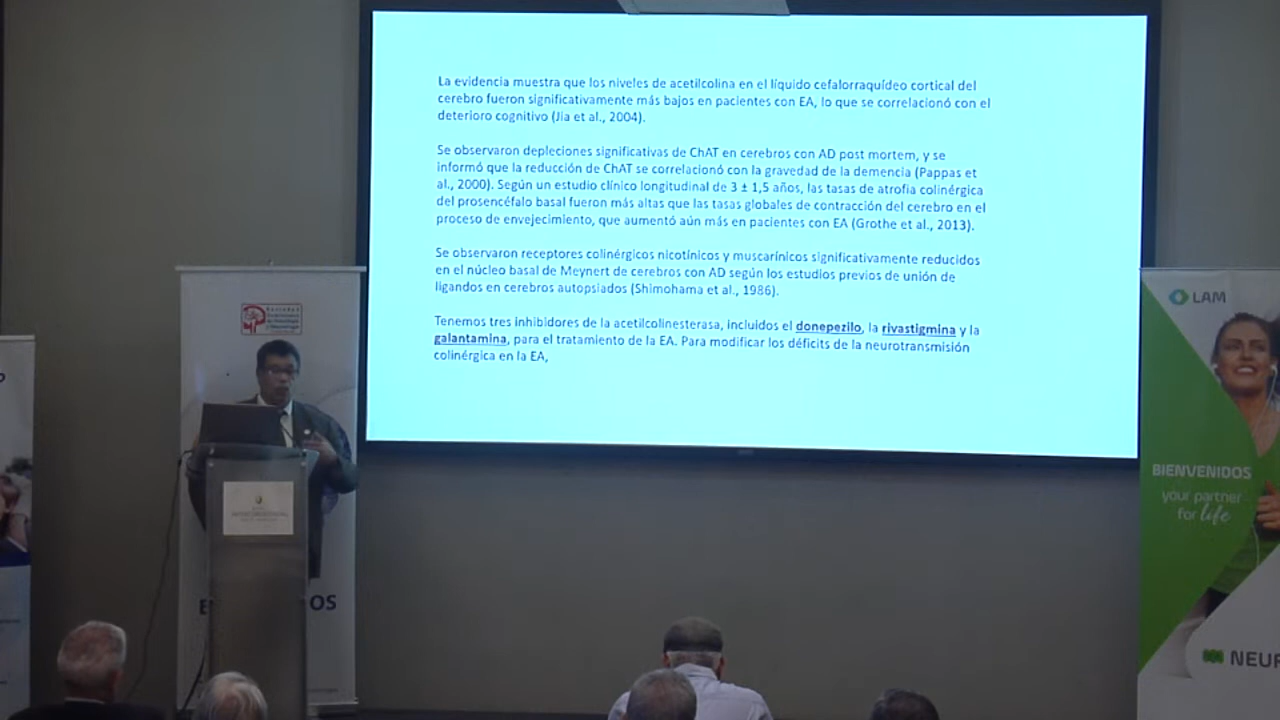 La evidencia muestra que los niveles de acetilcolina en el líquido cefalorraquídeo cortical del
cerebro fueron significativamente más bajos en pacientes con EA, lo que se correlacionó con el
deterioro cognitivo (Jia et al., 2004).
Se observaron depleciones significativas de ChAT en cerebros con AD post mortem, y se
informó que la reducción de ChAT se correlacionó con la gravedad de la demencia (Pappas et
al., 2000). Según un estudio clínico longitudinal de 3 ± 1,5 años, las tasas de atrofia colinérgica
del prosencéfalo basal fueron más altas que las tasas globales de contracción del cerebro en el
proceso de envejecimiento, que aumentó aún más en pacientes con EA (Grothe et al., 2013).
Se observaron receptores colinérgicos nicotínicos y muscarínicos significativamente reducidos
en el núcleo basal de Meynert de cerebros con AD según los estudios previos de unión de
ligandos en cerebros autopsiados (Shimohama et al., 1986).
Tenemos tres inhibidores de la acetilcolinesterasa, incluidos el donepezilo, la rivastigmina y la
galantamina, para el tratamiento de la EA. Para modificar los déficits de la neurotransmisión
colinérgica en la EA,
LAM
BIENVENIDOS
your partner
for life
NEUR
OS